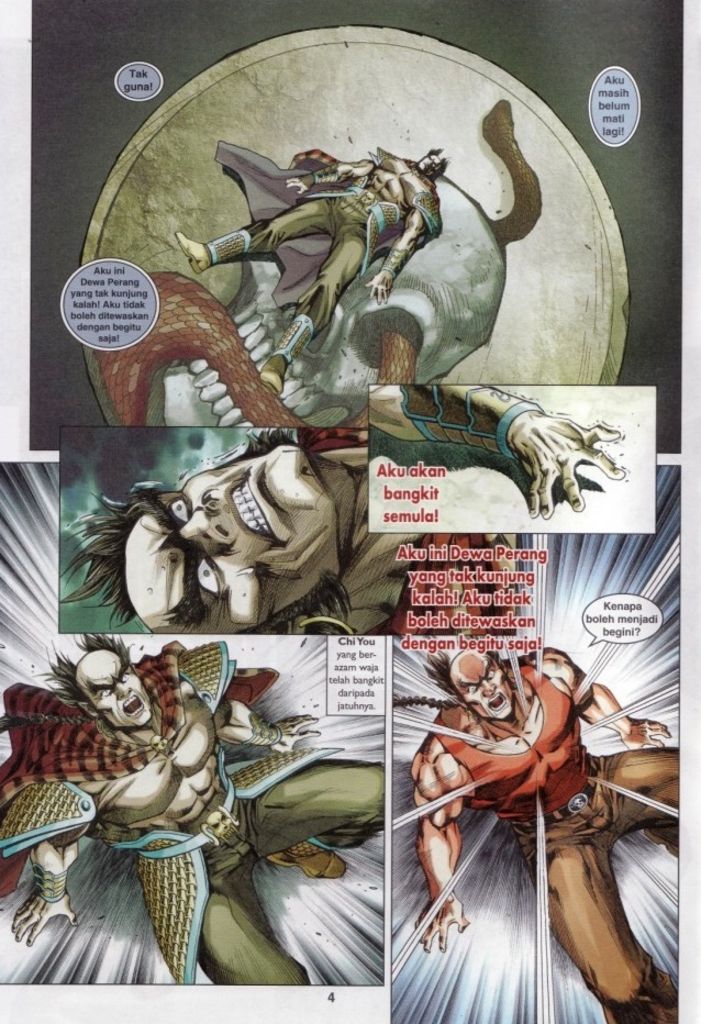 Tak
guna!
Aku
masih
belum
mati
lagi!
Aku ini
Dewa Perang
yang tak kunjung
kalah! Aku tidak
boleh ditewaskan
dengan begitu
saja!
Aku akan
bangkit
semula!
Aku ini Dewa Perang
yang tak kunjung
kalah! Aku tidak
boleh ditewaskan
dengan begitu saja!
Chi You
yang ber-
azam waja
telah bangkit
daripada
jatuhnya.
Kenapa
boleh menjadi
begini?
4